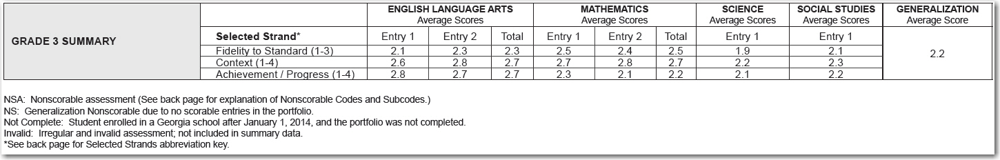 ENGLISH LANGUAGE ARTS MATHEMATICS SCIENCE SOCIAL STUDIES GENERALIZATION
Average Scores Average Scores Average Scores Average Scores Average Score
GRADE 3 SUMMARY Selected Strand* Entry 1 Entry 2 Total Entry 1 Entry 2 Total Entry 1 Entry 1
Fidelity to Standard (1-3) 2.1 2.3 2.3 2.5 2.4 2.5 1.9 2.1 2.2
Context (1-4) 2.6 2.8 2.7 2.7 2.8 2.7 2.2 2.3
Achievement / Progress (1-4) 2.8 2.7 2.7 2.3 2.1 2.2 2.1 2.2
NSA: Nonscorable assessment (See back page for explanation of Nonscorable Codes and Subcodes.)
NS: Generalization Nonscorable due to no scorable entries in the portfolio.
Not Complete: Student enrolled in a Georgia school after January 1, 2014, and the portfolio was not completed.
Invalid: Irregular and invalid assessment; not included in summary data.
*See back page for Selected Strands abbreviation key.